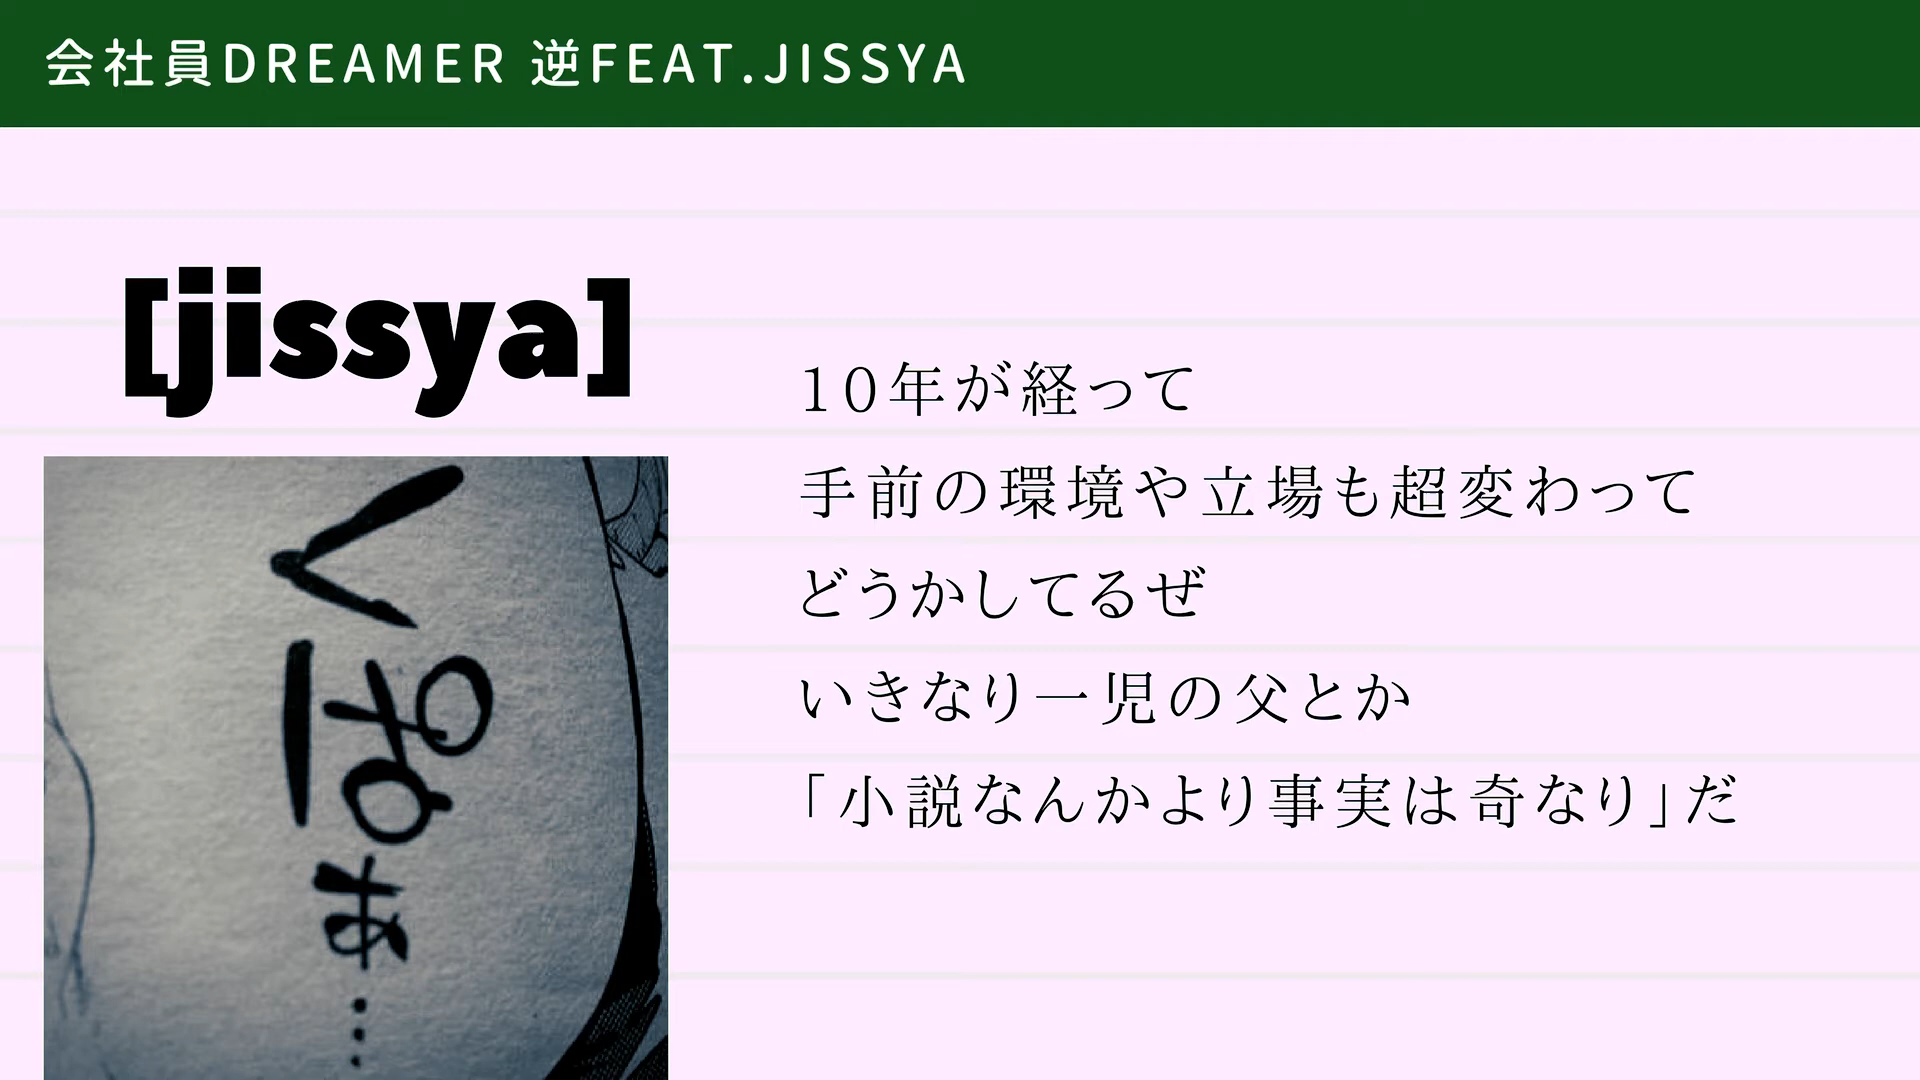 会社員DREAMER 逆FEAT.JISSYA
[jissya]
10年が経って
手前の環境や立場も超変わって
どうかしてるぜ
いきなり一児の父とか
「小説なんかより事実は奇なり」だ